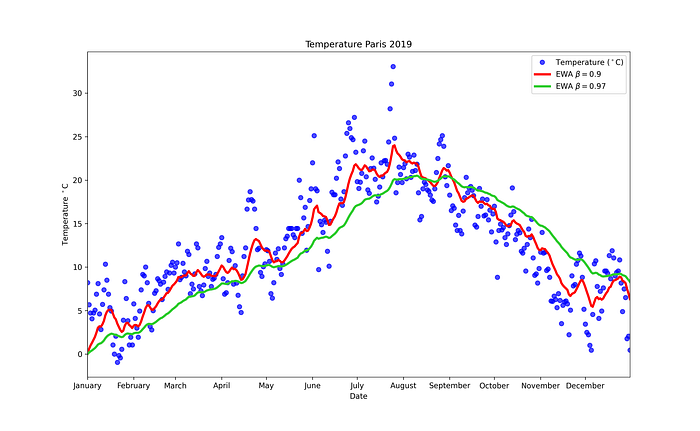 Temperature Paris 2019
Temperature (°C)
EWA β = 0.9
EWA β = 0.97
Temperature °C
30
25
20
15
10
5
0
January February March April May June July August September October November December
Date